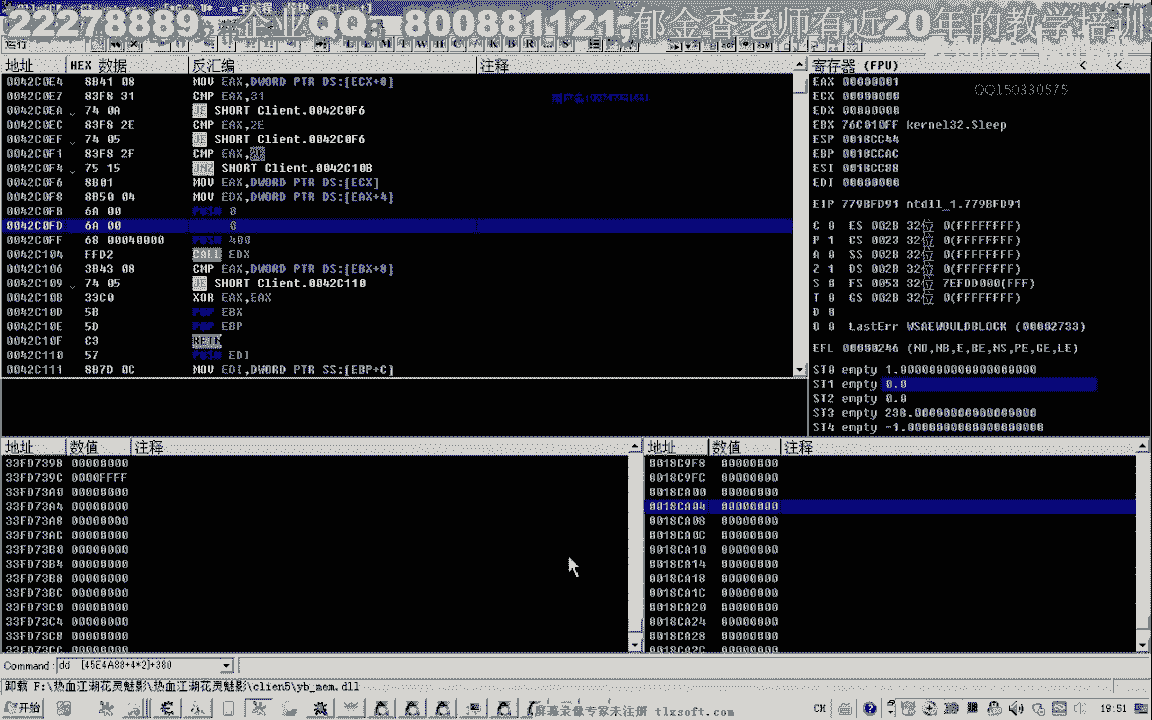 22278889; 企业QQ: 800881121;郁金香老师有近20年的教学培训
地址 HEX 数据 反汇编 注释 寄存器 (FPU) < <
QQ150330575
0042C0E4 8B41 08 MOV EAX,DWORD PTR DS:[ECX+8]
0042C0E7 83F8 31 CMP EAX,31
0042C0EA 74 0A JE SHORT Client.0042C0F6
0042C0EC 83F8 2E CMP EAX,2E
0042C0EF 74 05 JE SHORT Client.0042C0F6
0042C0F1 83F8 2F CMP EAX,2F
0042C0F4 75 15 JNZ SHORT Client.0042C10B
0042C0F6 8B01 MOV EAX,DWORD PTR DS:[ECX]
0042C0F8 8B50 04 MOV EDX,DWORD PTR DS:[EAX+4]
0042C0FB 6A 00 PUSH 0
0042C0FD 6A 00 0
0042C0FF 68 00040000 PUSH 400
0042C104 FFD2 CALL EDX
0042C106 3B43 08 CMP EAX,DWORD PTR DS:[EBX+8]
0042C109 74 05 JE SHORT Client.0042C110
0042C10B 33C0 XOR EAX,EAX
0042C10D 5B POP EBX
0042C10E 5D POP EBP
0042C10F C3 RETN
0042C110 57 PUSH EDI
0042C111 8B7D 0C MOV EDI,DWORD PTR SS:[EBP+C]
EAX 00000001
ECX 00000000
EDX 00000000
EBX 76C010FF kernel32.Sleep
ESP 0018CC44
EBP 0018CCAC
ESI 0018CC88
EDI 00000000
EIP 779BFD91 ntdll_1.779BFD91
C 0 ES 002B 32位 0(FFFFFFFF)
P 1 CS 0023 32位 0(FFFFFFFF)
A 0 SS 002B 32位 0(FFFFFFFF)
Z 1 DS 002B 32位 0(FFFFFFFF)
S 0 FS 0053 32位 7EFDD000(FFF)
T 0 GS 002B 32位 0(FFFFFFFF)
D 0
O 0 LastErr WSAEWOULDBLOCK (00002733)
EFL 00000246 (NO,NB,E,BE,NS,PE,GE,LE)
ST0 empty 1.0000000000000000000
ST1 empty 0.0
ST2 empty 0.0
ST3 empty 238.00000000000000000
ST4 empty -1.0000000000000000000
地址 数值 注释
33FD7398 00000000
33FD739C 0000FFFF
33FD73A0 00000000
33FD73A4 00000000
33FD73A8 00000000
33FD73AC 00000000
33FD73B0 00000000
33FD73B4 00000000
33FD73B8 00000000
33FD73BC 00000000
33FD73C0 00000000
33FD73C4 00000000
33FD73C8 00000000
33FD73CC 00000000
地址 数值 注释
0018C9F8 00000000
0018C9FC 00000000
0018CA00 00000000
0018CA04 00000000
0018CA08 00000000
0018CA0C 00000000
0018CA10 00000000
0018CA14 00000000
0018CA18 00000000
0018CA1C 00000000
0018CA20 00000000
0018CA24 00000000
0018CA28 00000000
0018CA2C 00000000
Command: dd [45E4A88+4*2]+380
卸载 F:\热血江湖花灵魅影\热血江湖花灵魅影\clien5\yb_mem.dll
开始 屏幕录像专家未注册 tlxsoft.com CH 19:51